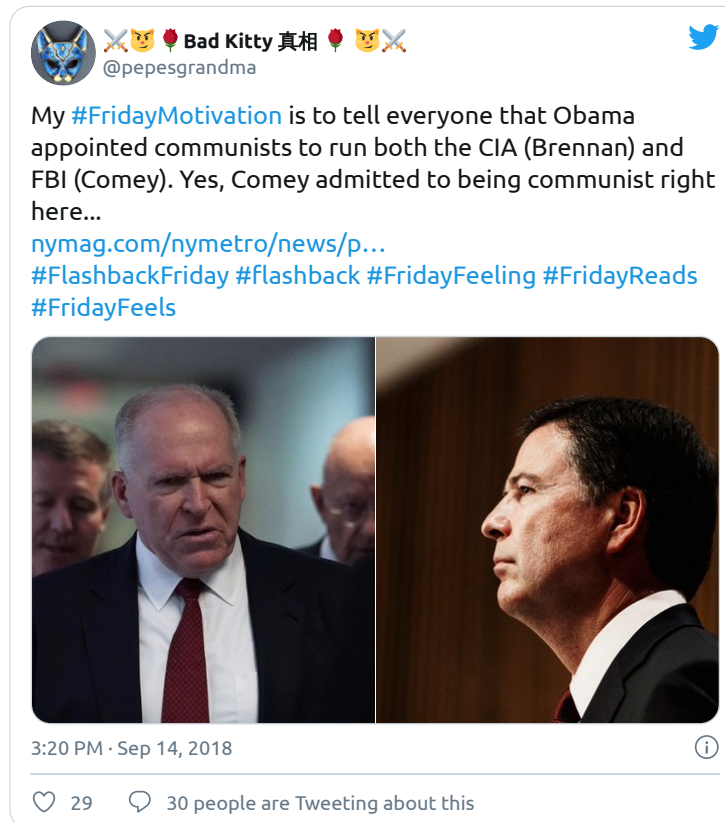 ⚔️😼🌹Bad Kitty 真相 🌹 😼⚔️
@pepesgrandma
My #FridayMotivation is to tell everyone that Obama
appointed communists to run both the CIA (Brennan) and
FBI (Comey). Yes, Comey admitted to being communist right
here...
nymag.com/nymetro/news/p…
#FlashbackFriday #flashback #FridayFeeling #FridayReads
#FridayFeels
3:20 PM · Sep 14, 2018
29 30 people are Tweeting about this